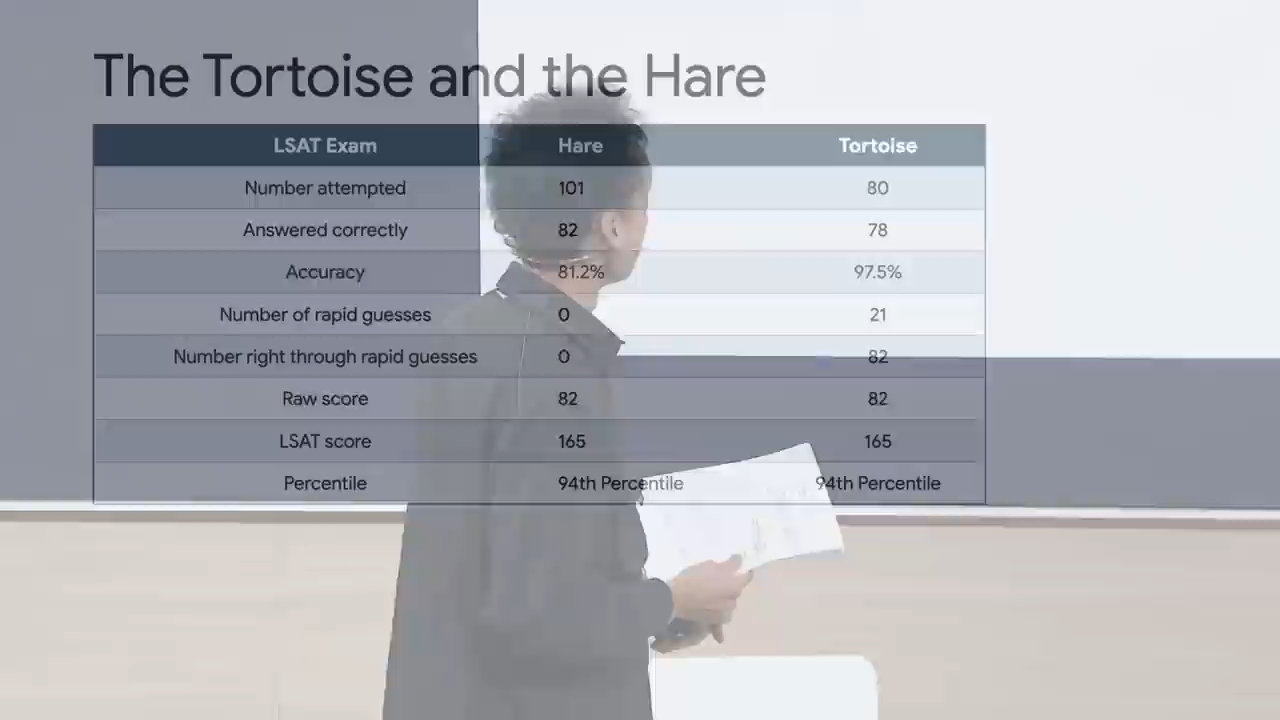 The Tortoise and the Hare
LSAT Exam Hare Tortoise
Number attempted 101 80
Answered correctly 82 78
Accuracy 81.2% 97.5%
Number of rapid guesses 0 21
Number right through rapid guesses 0 82
Raw score 82 82
LSAT score 165 165
Percentile 94th Percentile 94th Percentile